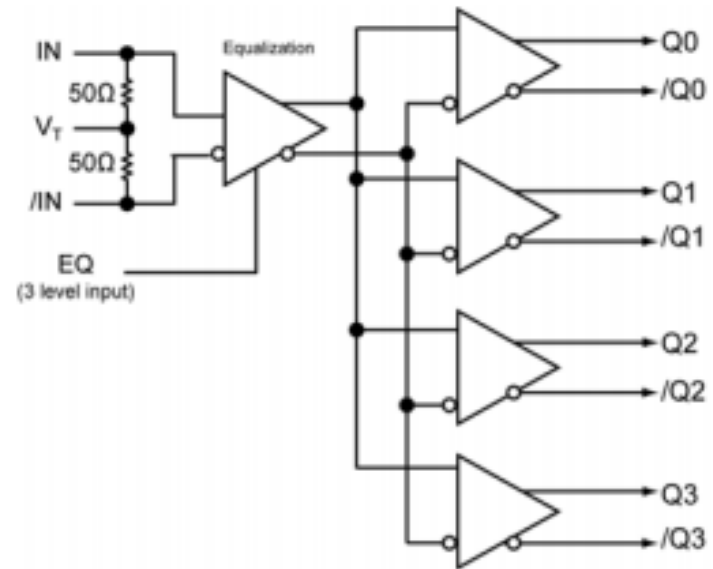 Equalization
IN
50Ω
VT
50Ω
/IN
EQ
(3 level input)
Q0
/Q0
Q1
/Q1
Q2
/Q2
Q3
/Q3